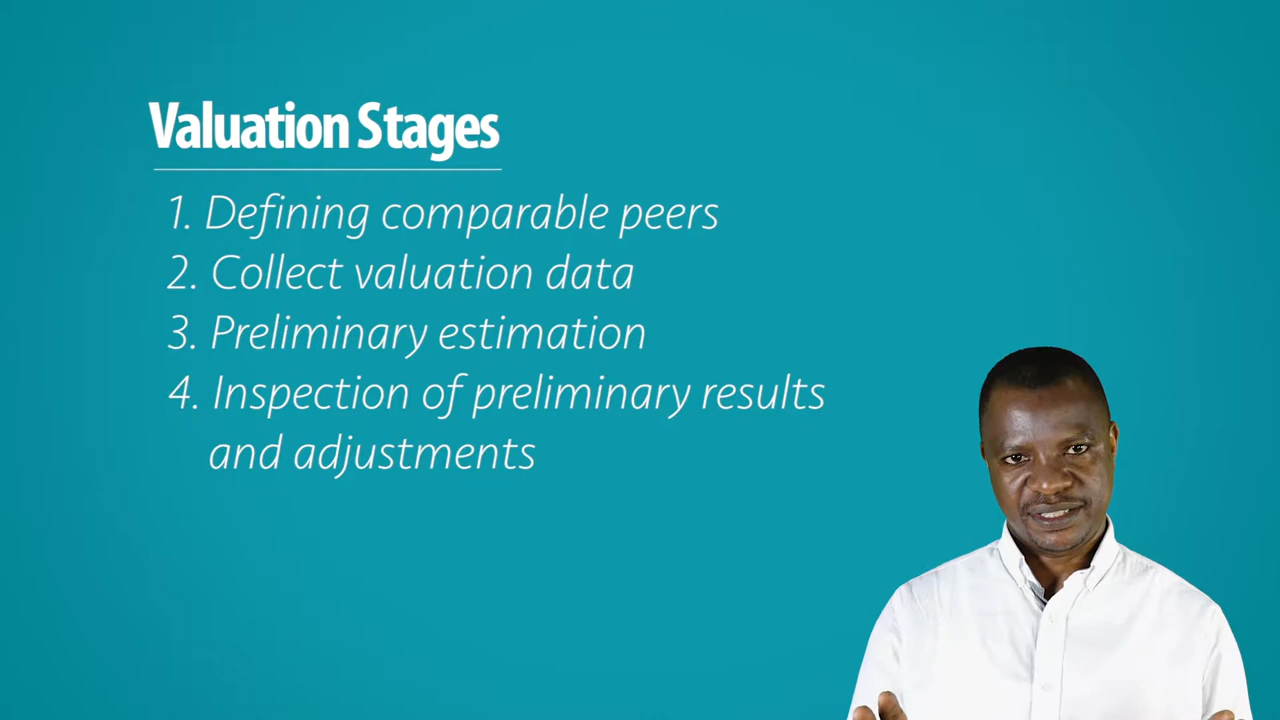 Valuation Stages
1. Defining comparable peers
2. Collect valuation data
3. Preliminary estimation
4. Inspection of preliminary results
and adjustments